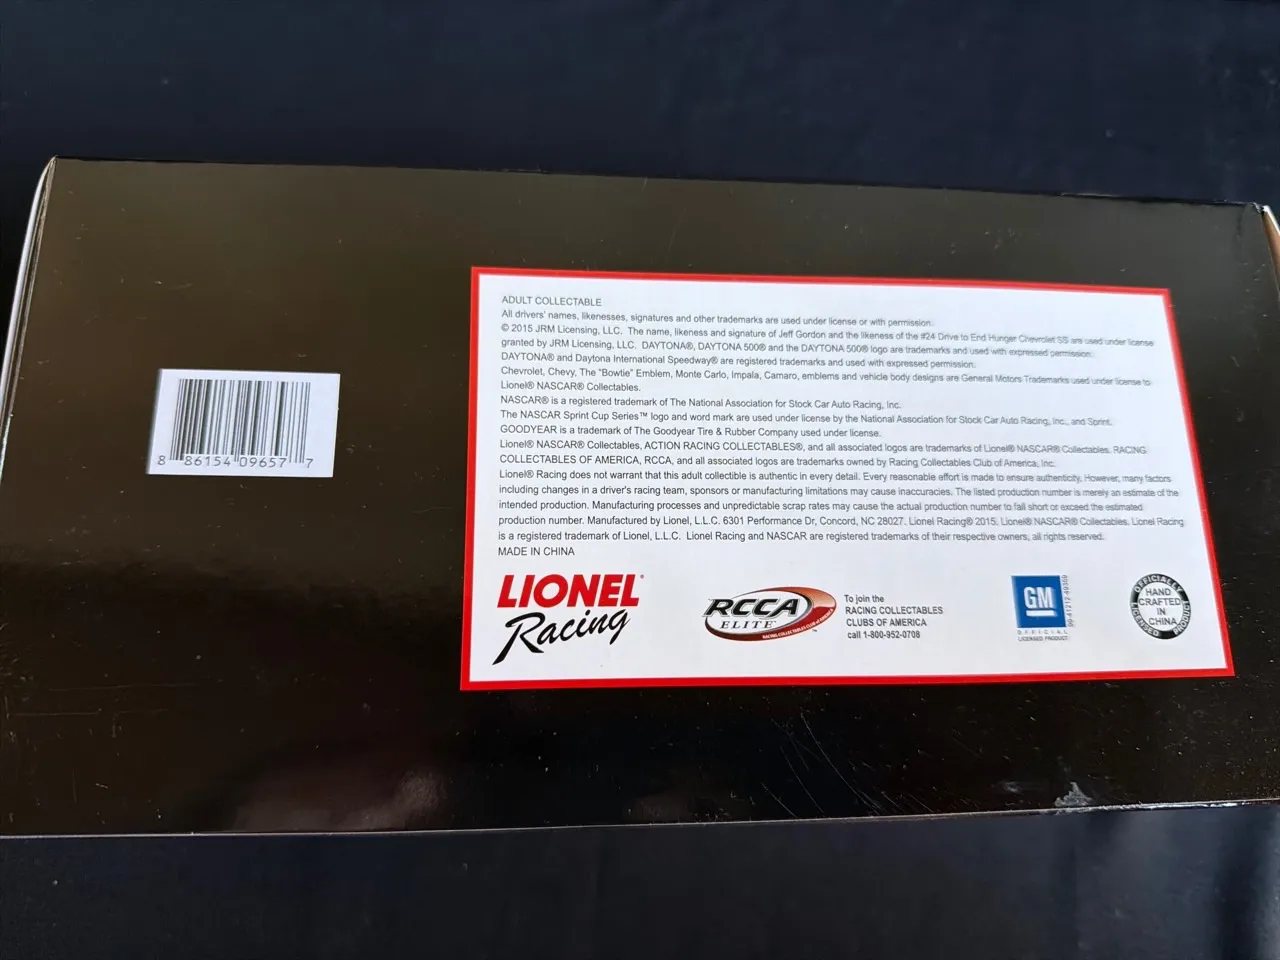 ADULT COLLECTABLE
All drivers' names, likenesses, signatures and other trademarks are used under license or with permission.
© 2015 JRM Licensing, LLC. The name, likeness and signature of Jeff Gordon and the likeness of the #24 Drive to End Hunger Chevrolet SS are used under license
granted by JRM Licensing, LLC. DAYTONA®, DAYTONA 500® and the DAYTONA 500® logo are trademarks and used with expressed permission.
DAYTONA® and Daytona International Speedway® are registered trademarks and used with expressed permission.
Chevrolet, Chevy, The "Bowtie" Emblem, Monte Carlo, Impala, Camaro, emblems and vehicle body designs are General Motors Trademarks used under license to
Lionel® NASCAR® Collectables.
NASCAR® is a registered trademark of The National Association for Stock Car Auto Racing, Inc.
The NASCAR Sprint Cup Series™ logo and word mark are used under license by the National Association for Stock Car Auto Racing, Inc., and Sprint.
GOODYEAR is a trademark of The Goodyear Tire & Rubber Company used under license.
Lionel® NASCAR® Collectables, ACTION RACING COLLECTABLES®, and all associated logos are trademarks of Lionel® NASCAR® Collectables. RACING
COLLECTABLES OF AMERICA, RCCA, and all associated logos are trademarks owned by Racing Collectables Club of America, Inc.
Lionel® Racing does not warrant that this adult collectible is authentic in every detail. Every reasonable effort is made to ensure authenticity. However, many factors
including changes in a driver's racing team, sponsors or manufacturing limitations may cause inaccuracies. The listed production number is merely an estimate of the
intended production. Manufacturing processes and unpredictable scrap rates may cause the actual production number to fall short or exceed the estimated
production number. Manufactured by Lionel, L.L.C. 6301 Performance Dr, Concord, NC 28027. Lionel Racing® 2015. Lionel® NASCAR® Collectables. Lionel Racing
is a registered trademark of Lionel, L.L.C. Lionel Racing and NASCAR are registered trademarks of their respective owners, all rights reserved.
MADE IN CHINA
8 86154 09657 7
LIONEL®
Racing
RCCA
ELITE
RACING COLLECTABLES CLUB of AMERICA
™
To join the
RACING COLLECTABLES
CLUBS OF AMERICA
call 1-800-952-0708
GM
OFFICIAL
LICENSED PRODUCT
OFFICIALLY
LICENSED PRODUCT
HAND
CRAFTED
IN
CHINA